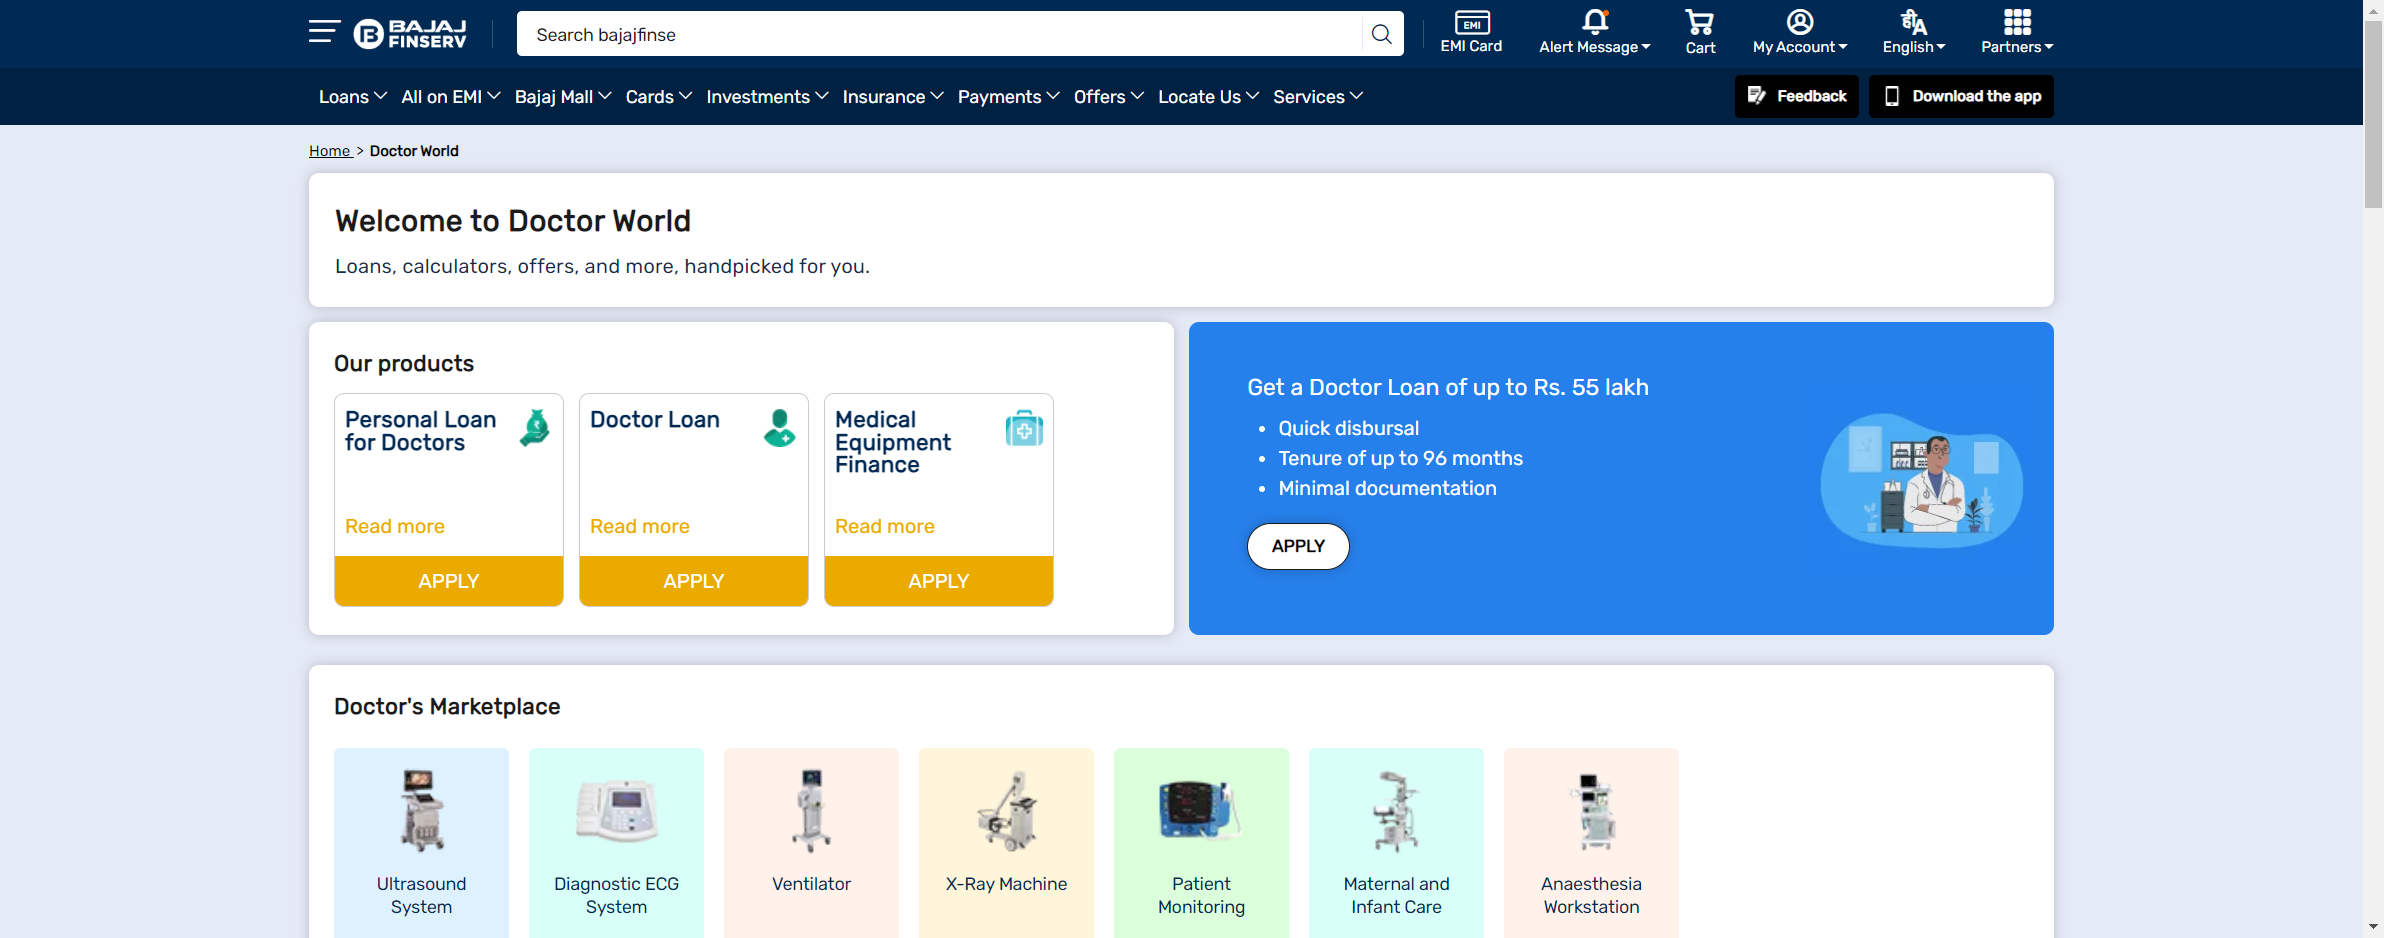 BAJAJ
FINSERV
Search bajajfinse
EMI
EMI Card
Alert Message
Cart
My Account
हीA
English
Partners
Loans
All on EMI
Bajaj Mall
Cards
Investments
Insurance
Payments
Offers
Locate Us
Services
Feedback
Download the app
Home > Doctor World
Welcome to Doctor World
Loans, calculators, offers, and more, handpicked for you.
Our products
Personal Loan
for Doctors
Read more
APPLY
Doctor Loan
Read more
APPLY
Medical
Equipment
Finance
Read more
APPLY
Get a Doctor Loan of up to Rs. 55 lakh
• Quick disbursal
• Tenure of up to 96 months
• Minimal documentation
APPLY
Doctor's Marketplace
Ultrasound
System
Diagnostic ECG
System
Ventilator
X-Ray Machine
Patient
Monitoring
Maternal and
Infant Care
Anaesthesia
Workstation